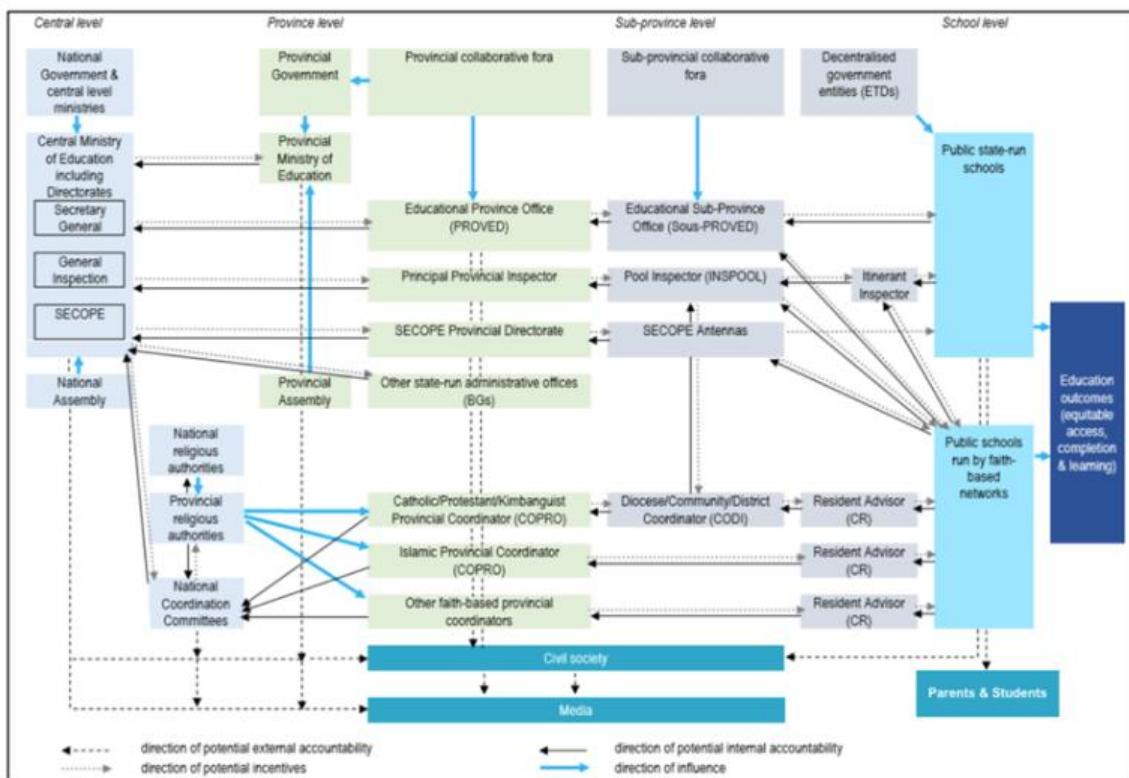 Central level
Province level
Sub-province level
School level
National
Government &
central level
ministries
Provincial
Government
Provincial collaborative fora
Sub-provincial collaborative
fora
Decentralised
government
entities (ETDs)
Central Ministry
of Education
including
Directorates
Secretary
General
General
Inspection
SECOPE
Provincial
Ministry of
Education
Public state-run
schools
Educational Province Office
(PROVED)
Educational Sub-Province
Office (Sous-PROVED)
Principal Provincial Inspector
Pool Inspector (INSPOOL)
Itinerant
Inspector
SECOPE Provincial Directorate
SECOPE Antennas
National
Assembly
Provincial
Assembly
Other state-run administrative offices
(BGs)
Education
outcomes
(equitable
access,
completion
& learning)
National
religious
authorities
Provincial
religious
authorities
National
Coordination
Committees
Public schools
run by faith-
based
networks
Catholic/Protestant/Kimbanguist
Provincial Coordinator (COPRO)
Diocese/Community/District
Coordinator (CODI)
Resident Advisor
(CR)
Islamic Provincial Coordinator
(COPRO)
Resident Advisor
(CR)
Other faith-based provincial
coordinators
Resident Advisor
(CR)
Civil society
Media
Parents & Students
direction of potential external accountability
direction of potential internal accountability
direction of potential incentives
direction of influence